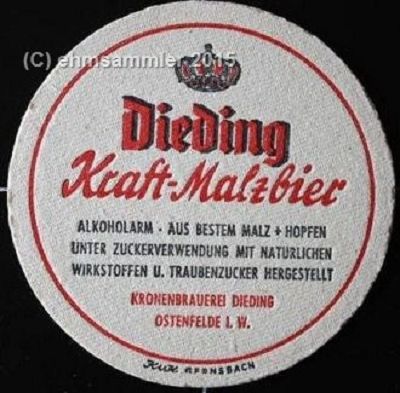 (C) ehmsammler 2015
Dieding
Kraft-Malzbier
ALKOHOLARM · AUS BESTEM MALZ + HOPFEN
UNTER ZUCKERVERWENDUNG MIT NATÜRLICHEN
WIRKSTOFFEN U. TRAUBENZUCKER HERGESTELLT
KRONENBRAUEREI DIEDING
OSTENFELDE I. W.